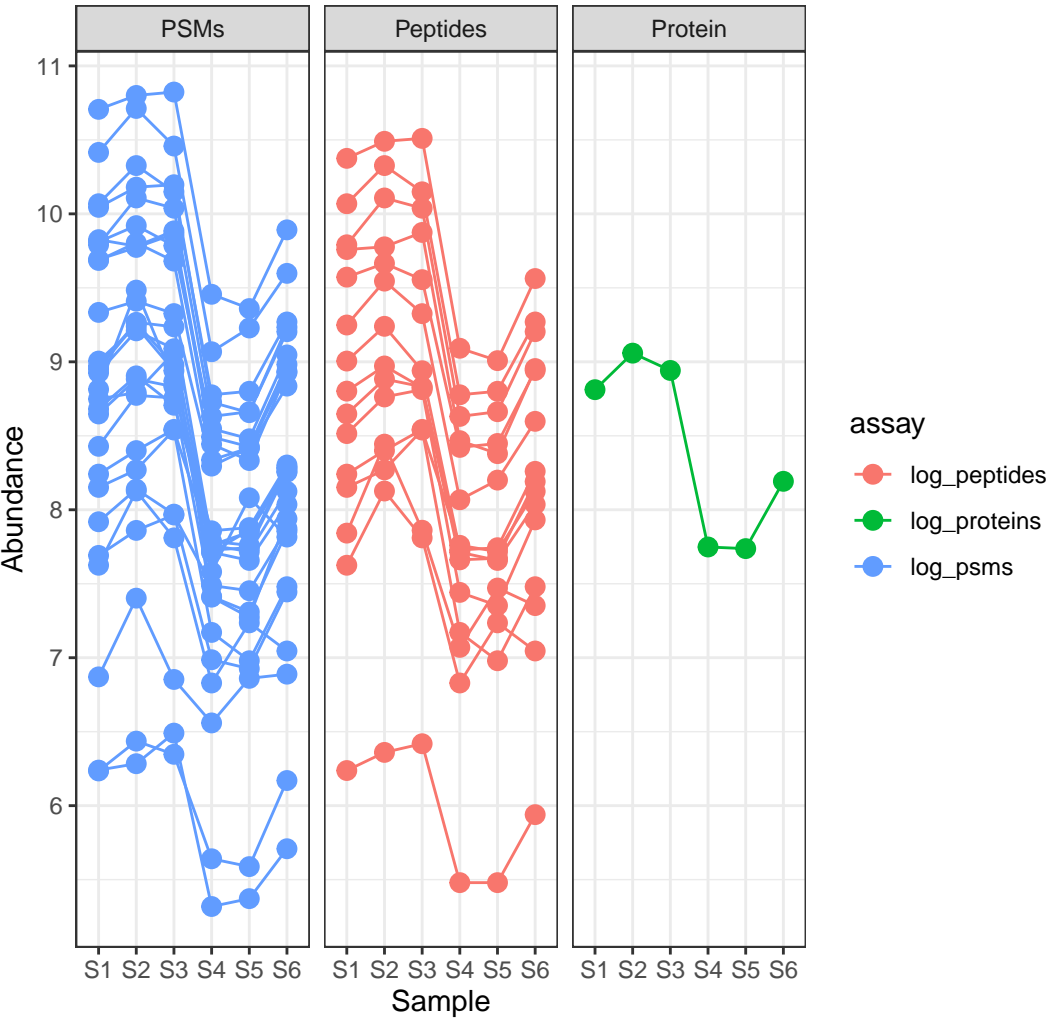 PSMs Peptides Protein
11
10
9
8
7
6
Abundance
S1 S2 S3 S4 S5 S6 S1 S2 S3 S4 S5 S6 S1 S2 S3 S4 S5 S6
Sample
assay
log_peptides
log_proteins
log_psms